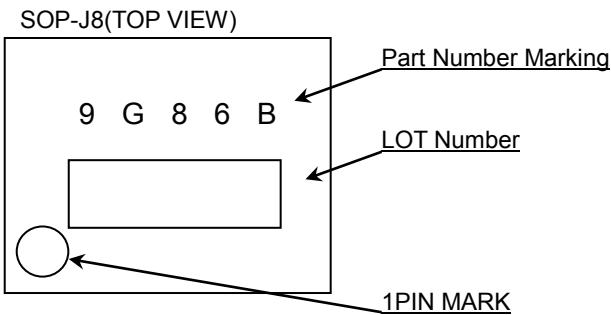 SOP-J8(TOP VIEW)
Part Number Marking
9 G 8 6 B
LOT Number
1PIN MARK